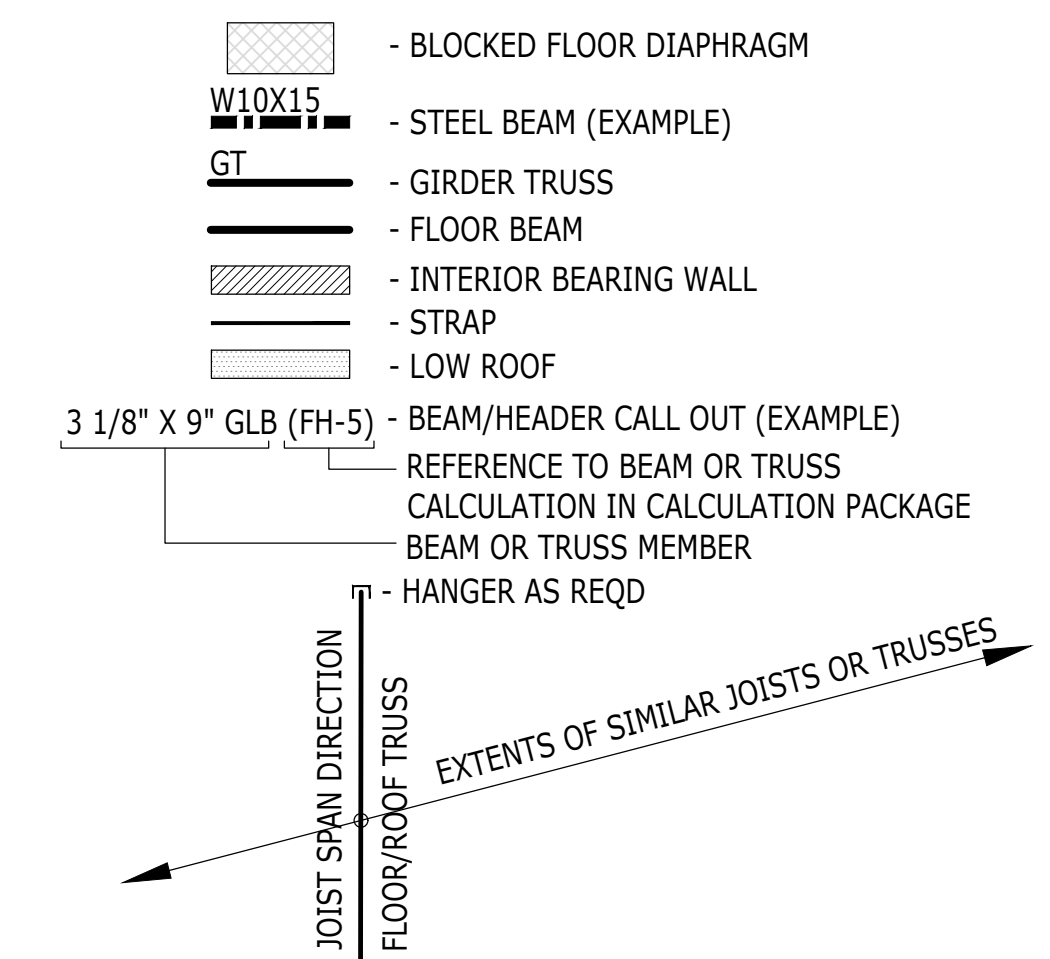 - BLOCKED FLOOR DIAPHRAGM
W10X15
- STEEL BEAM (EXAMPLE)
GT
- GIRDER TRUSS
- FLOOR BEAM
- INTERIOR BEARING WALL
- STRAP
- LOW ROOF
3 1/8" X 9" GLB (FH-5) - BEAM/HEADER CALL OUT (EXAMPLE)
REFERENCE TO BEAM OR TRUSS
CALCULATION IN CALCULATION PACKAGE
BEAM OR TRUSS MEMBER
- HANGER AS REQD
JOIST SPAN DIRECTION
FLOOR/ROOF TRUSS
EXTENTS OF SIMILAR JOISTS OR TRUSSES